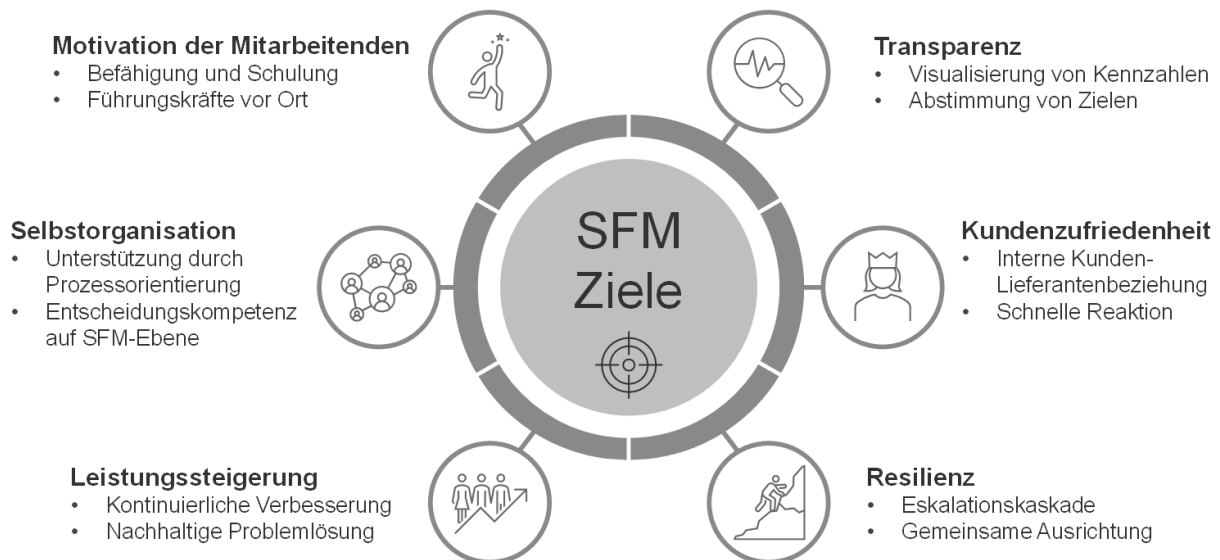 Motivation der Mitarbeitenden
• Befähigung und Schulung
• Führungskräfte vor Ort
Transparenz
• Visualisierung von Kennzahlen
• Abstimmung von Zielen
Selbstorganisation
• Unterstützung durch
Prozessorientierung
• Entscheidungskompetenz
auf SFM-Ebene
SFM
Ziele
Kundenzufriedenheit
• Interne Kunden-
Lieferantenbeziehung
• Schnelle Reaktion
Leistungssteigerung
• Kontinuierliche Verbesserung
• Nachhaltige Problemlösung
Resilienz
• Eskalationskaskade
• Gemeinsame Ausrichtung